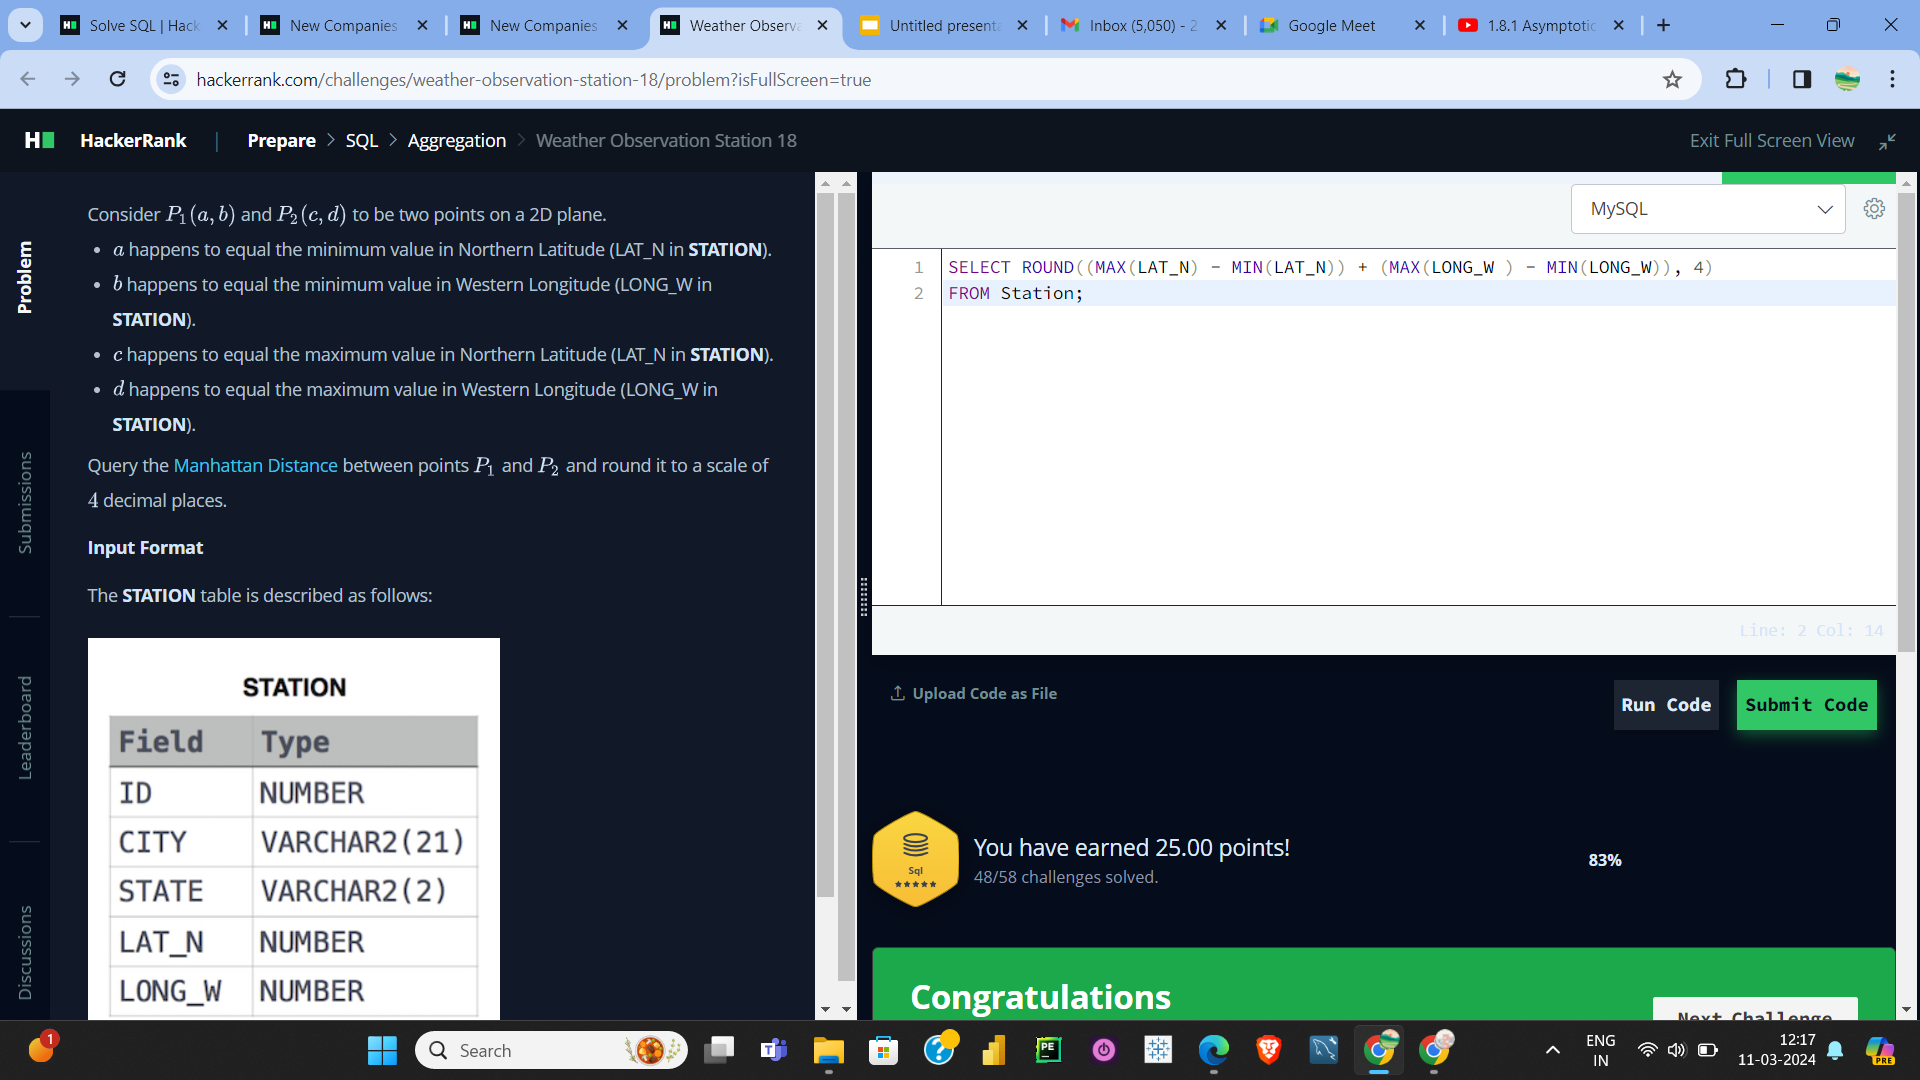 Solve SQL | Hack
New Companies
New Companies
Weather Observa
Untitled presenta
Inbox (5,050) - 2
Google Meet
1.8.1 Asymptotic
hackerrank.com/challenges/weather-observation-station-18/problem?isFullScreen=true
HackerRank
Prepare > SQL > Aggregation > Weather Observation Station 18
Exit Full Screen View
Problem
Submissions
Leaderboard
Discussions
Consider P₁(a, b) and P₂(c, d) to be two points on a 2D plane.
• a happens to equal the minimum value in Northern Latitude (LAT_N in STATION).
• b happens to equal the minimum value in Western Longitude (LONG_W in
STATION).
• c happens to equal the maximum value in Northern Latitude (LAT_N in STATION).
• d happens to equal the maximum value in Western Longitude (LONG_W in
STATION).
Query the Manhattan Distance between points P₁ and P₂ and round it to a scale of
4 decimal places.
Input Format
The STATION table is described as follows:
STATION
Field Type
ID NUMBER
CITY VARCHAR2(21)
STATE VARCHAR2(2)
LAT_N NUMBER
LONG_W NUMBER
MySQL
1 SELECT ROUND((MAX(LAT_N) - MIN(LAT_N)) + (MAX(LONG_W ) - MIN(LONG_W)), 4)
2 FROM Station;
Line: 2 Col: 14
Upload Code as File
Run Code
Submit Code
Sql
★★★★★
You have earned 25.00 points!
48/58 challenges solved.
83%
Congratulations
Next Challenge
1
Search
PE
ENG
IN
12:17
11-03-2024
PRE